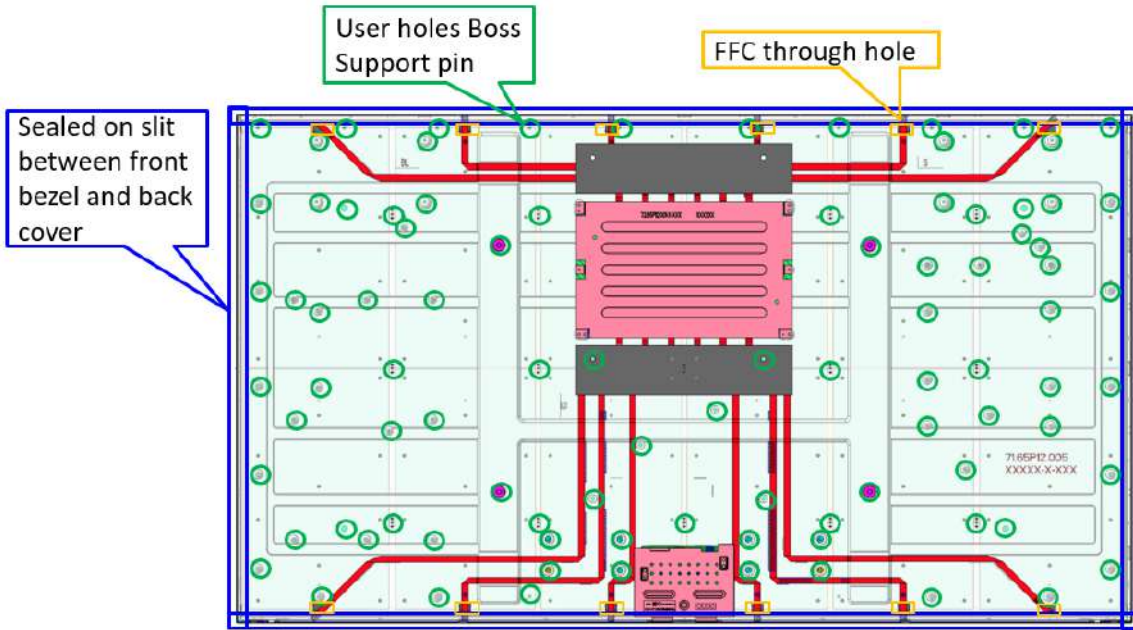 User holes Boss
Support pin
FFC through hole
Sealed on slit
between front
bezel and back
cover
71.65P12.005
XXXXX-X-XXX